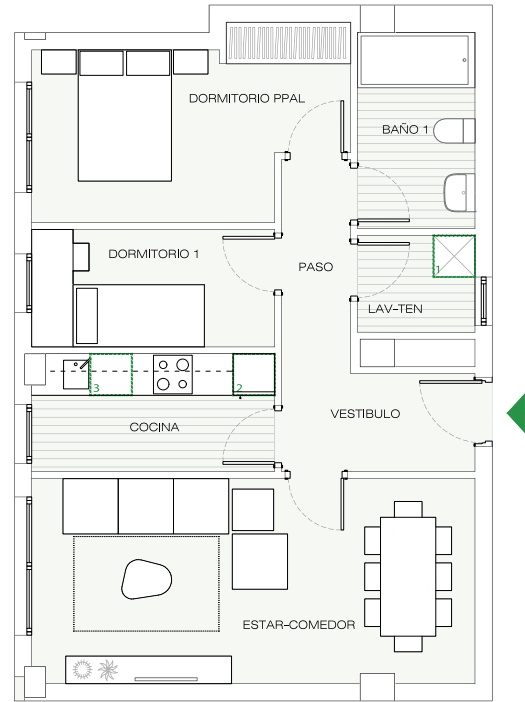 DORMITORIO PPAL
BAÑO 1
DORMITORIO 1
PASO
1
LAV-TEN
3
2
VESTIBULO
COCINA
ESTAR-COMEDOR